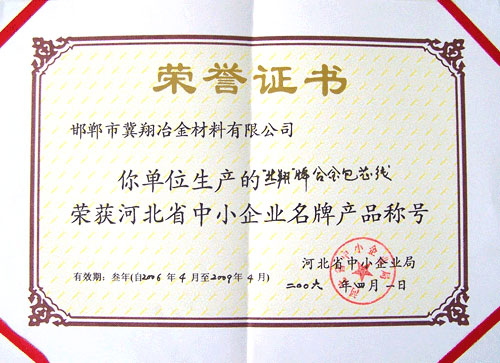 荣誉证书
邯郸市冀翔冶金材料有限公司
你单位生产的"冀翔"牌合金包芯线
荣获河北省中小企业名牌产品称号
河北省中小企业局
有效期：叁年(自2006年4月至2009年4月)
二00六年四月一日